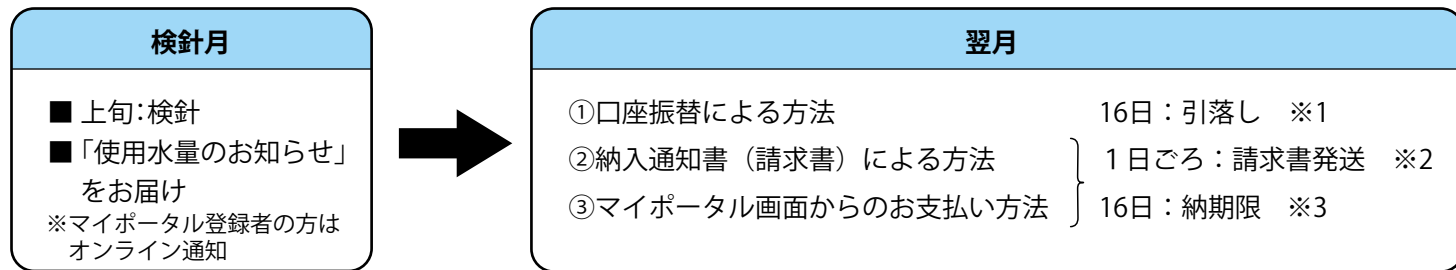 検針月
■ 上旬：検針
■「使用水量のお知らせ」
をお届け
※マイポータル登録者の方は
オンライン通知
翌月
①口座振替による方法 16日：引落し ※1
②納入通知書（請求書）による方法 1日ごろ：請求書発送 ※2
③マイポータル画面からのお支払い方法 16日：納期限 ※3